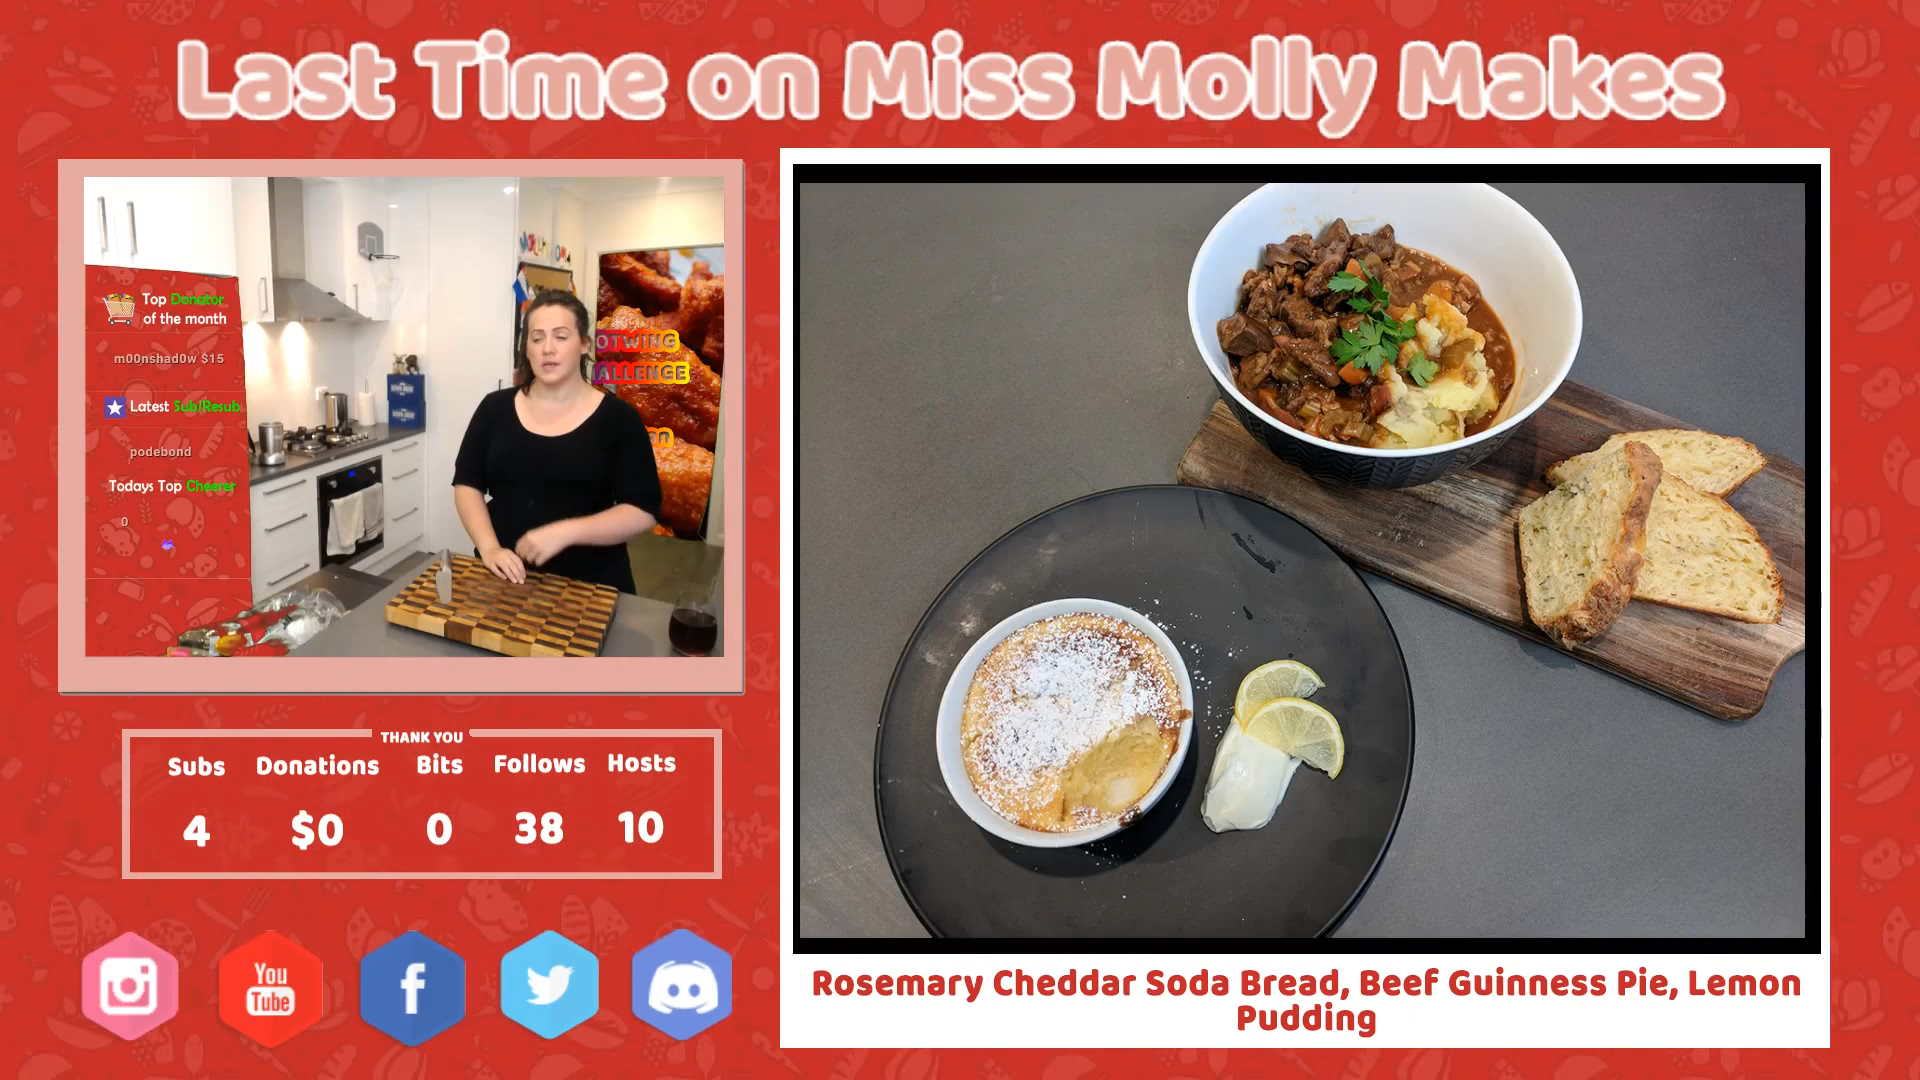 Last Time on Miss Molly Makes
Top Donator
of the month
m00nshad0w $15
Latest Sub/Resub
podebond
Todays Top Cheerer
0
OTWING
ALLENGE
THANK YOU
Subs Donations Bits Follows Hosts
4 $0 0 38 10
You
Tube
Rosemary Cheddar Soda Bread, Beef Guinness Pie, Lemon
Pudding